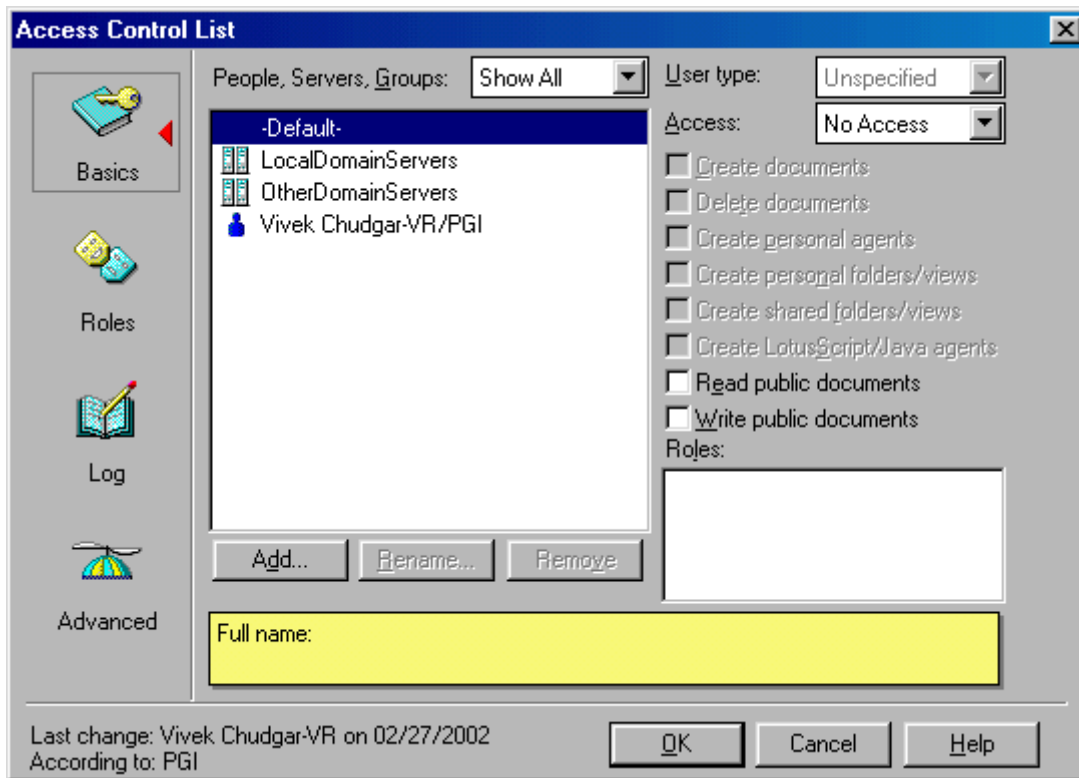 Access Control List
Basics
Roles
Log
Advanced
People, Servers, Groups: Show All
-Default-
LocalDomainServers
OtherDomainServers
Vivek Chudgar-VR/PGI
Add... Rename... Remove
User type: Unspecified
Access: No Access
Create documents
Delete documents
Create personal agents
Create personal folders/views
Create shared folders/views
Create LotusScript/Java agents
Read public documents
Write public documents
Roles:
Full name:
Last change: Vivek Chudgar-VR on 02/27/2002
According to: PGI
OK Cancel Help